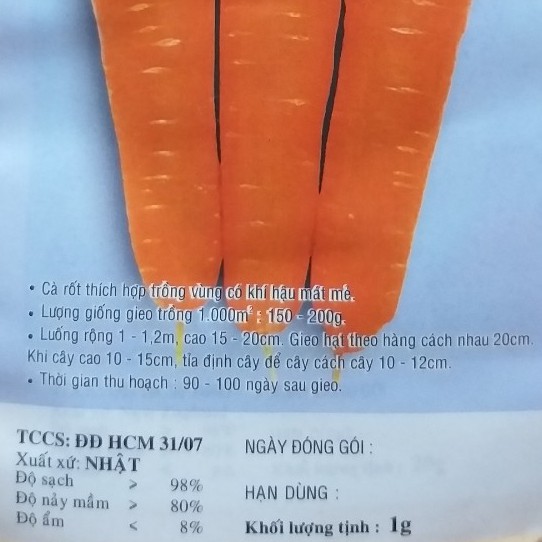 • Cà rốt thích hợp trồng vùng có khí hậu mát mẻ.
• Lượng giống gieo trồng 1.000m² : 150 - 200g.
• Luống rộng 1 - 1,2m, cao 15 - 20cm. Gieo hạt theo hàng cách nhau 20cm.
Khi cây cao 10 - 15cm, tỉa định cây để cây cách cây 10 - 12cm.
• Thời gian thu hoạch : 90 - 100 ngày sau gieo.
TCCS: ĐĐ HCM 31/07
Xuất xứ: NHẬT
Độ sạch > 98%
Độ nảy mầm > 80%
Độ ẩm < 8%
NGÀY ĐÓNG GÓI :
HẠN DÙNG :
Khối lượng tịnh : 1g